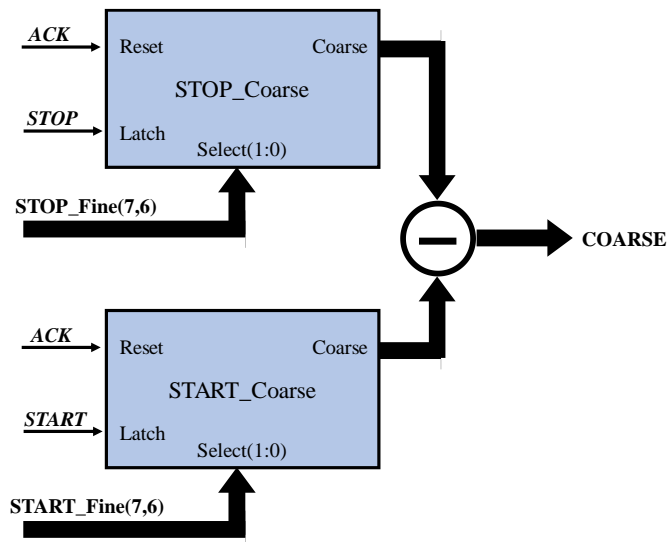 ACK
Reset
Coarse
STOP_Coarse
STOP
Latch
Select(1:0)
STOP_Fine(7,6)
COARSE
ACK
Reset
Coarse
START_Coarse
START
Latch
Select(1:0)
START_Fine(7,6)